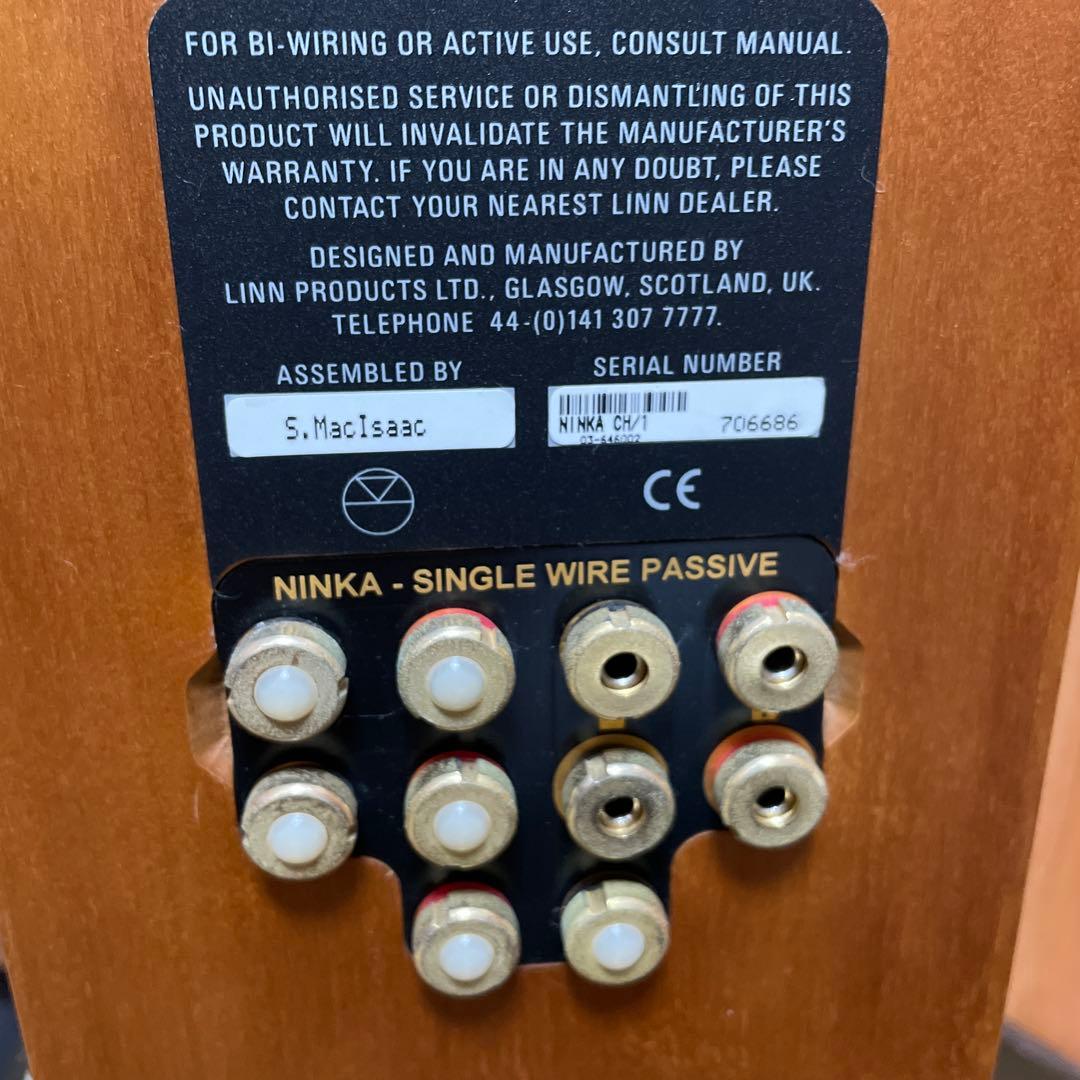 FOR BI-WIRING OR ACTIVE USE, CONSULT MANUAL.
UNAUTHORISED SERVICE OR DISMANTLING OF THIS
PRODUCT WILL INVALIDATE THE MANUFACTURER'S
WARRANTY. IF YOU ARE IN ANY DOUBT, PLEASE
CONTACT YOUR NEAREST LINN DEALER.
DESIGNED AND MANUFACTURED BY
LINN PRODUCTS LTD., GLASGOW, SCOTLAND, UK.
TELEPHONE 44-(0)141 307 7777.
ASSEMBLED BY
S.MacIsaac
SERIAL NUMBER
NINKA CH/1 706686
03-646002
CE
NINKA - SINGLE WIRE PASSIVE